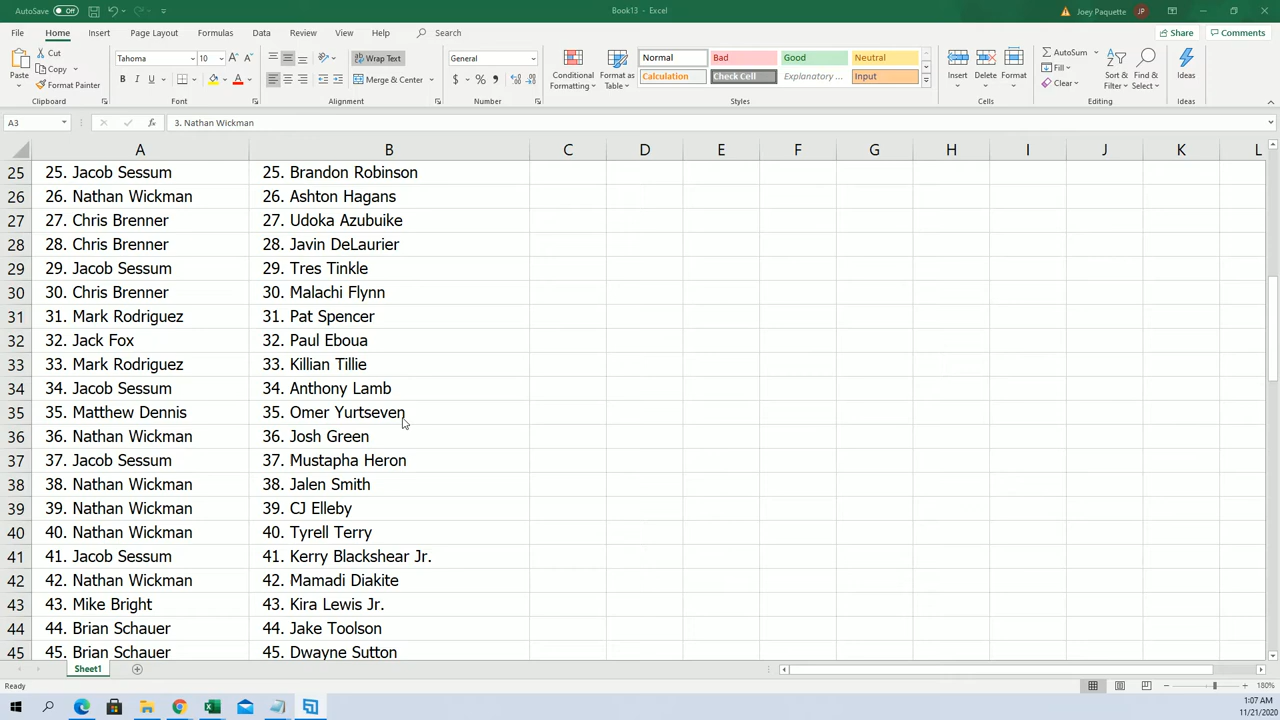 AutoSave Off Book13 - Excel Joey Paquette JP
File Home Insert Page Layout Formulas Data Review View Help Search Share Comments
Paste Cut Copy Format Painter Clipboard
Tahoma 10 B I U A Font
Wrap Text Merge & Center Alignment
General $ % , Number
Conditional Formatting Format as Table
Normal Bad Good Neutral
Calculation Check Cell Explanatory ... Input
Styles
Insert Delete Format Cells
AutoSum Fill Clear Sort & Filter Find & Select Editing
Ideas Ideas
A3 fx 3. Nathan Wickman
A B C D E F G H I J K L
25 25. Jacob Sessum 25. Brandon Robinson
26 26. Nathan Wickman 26. Ashton Hagans
27 27. Chris Brenner 27. Udoka Azubuike
28 28. Chris Brenner 28. Javin DeLaurier
29 29. Jacob Sessum 29. Tres Tinkle
30 30. Chris Brenner 30. Malachi Flynn
31 31. Mark Rodriguez 31. Pat Spencer
32 32. Jack Fox 32. Paul Eboua
33 33. Mark Rodriguez 33. Killian Tillie
34 34. Jacob Sessum 34. Anthony Lamb
35 35. Matthew Dennis 35. Omer Yurtseven
36 36. Nathan Wickman 36. Josh Green
37 37. Jacob Sessum 37. Mustapha Heron
38 38. Nathan Wickman 38. Jalen Smith
39 39. Nathan Wickman 39. CJ Elleby
40 40. Nathan Wickman 40. Tyrell Terry
41 41. Jacob Sessum 41. Kerry Blackshear Jr.
42 42. Nathan Wickman 42. Mamadi Diakite
43 43. Mike Bright 43. Kira Lewis Jr.
44 44. Brian Schauer 44. Jake Toolson
45 45. Brian Schauer 45. Dwayne Sutton
Sheet1
Ready 180%
1:07 AM
11/21/2020